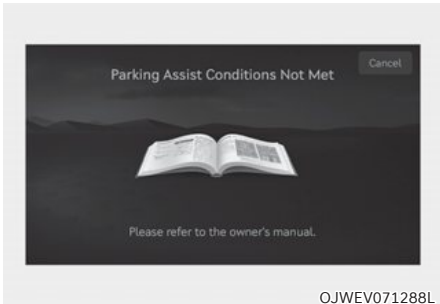 Cancel
Parking Assist Conditions Not Met
Please refer to the owner's manual.
OJWEV071288L